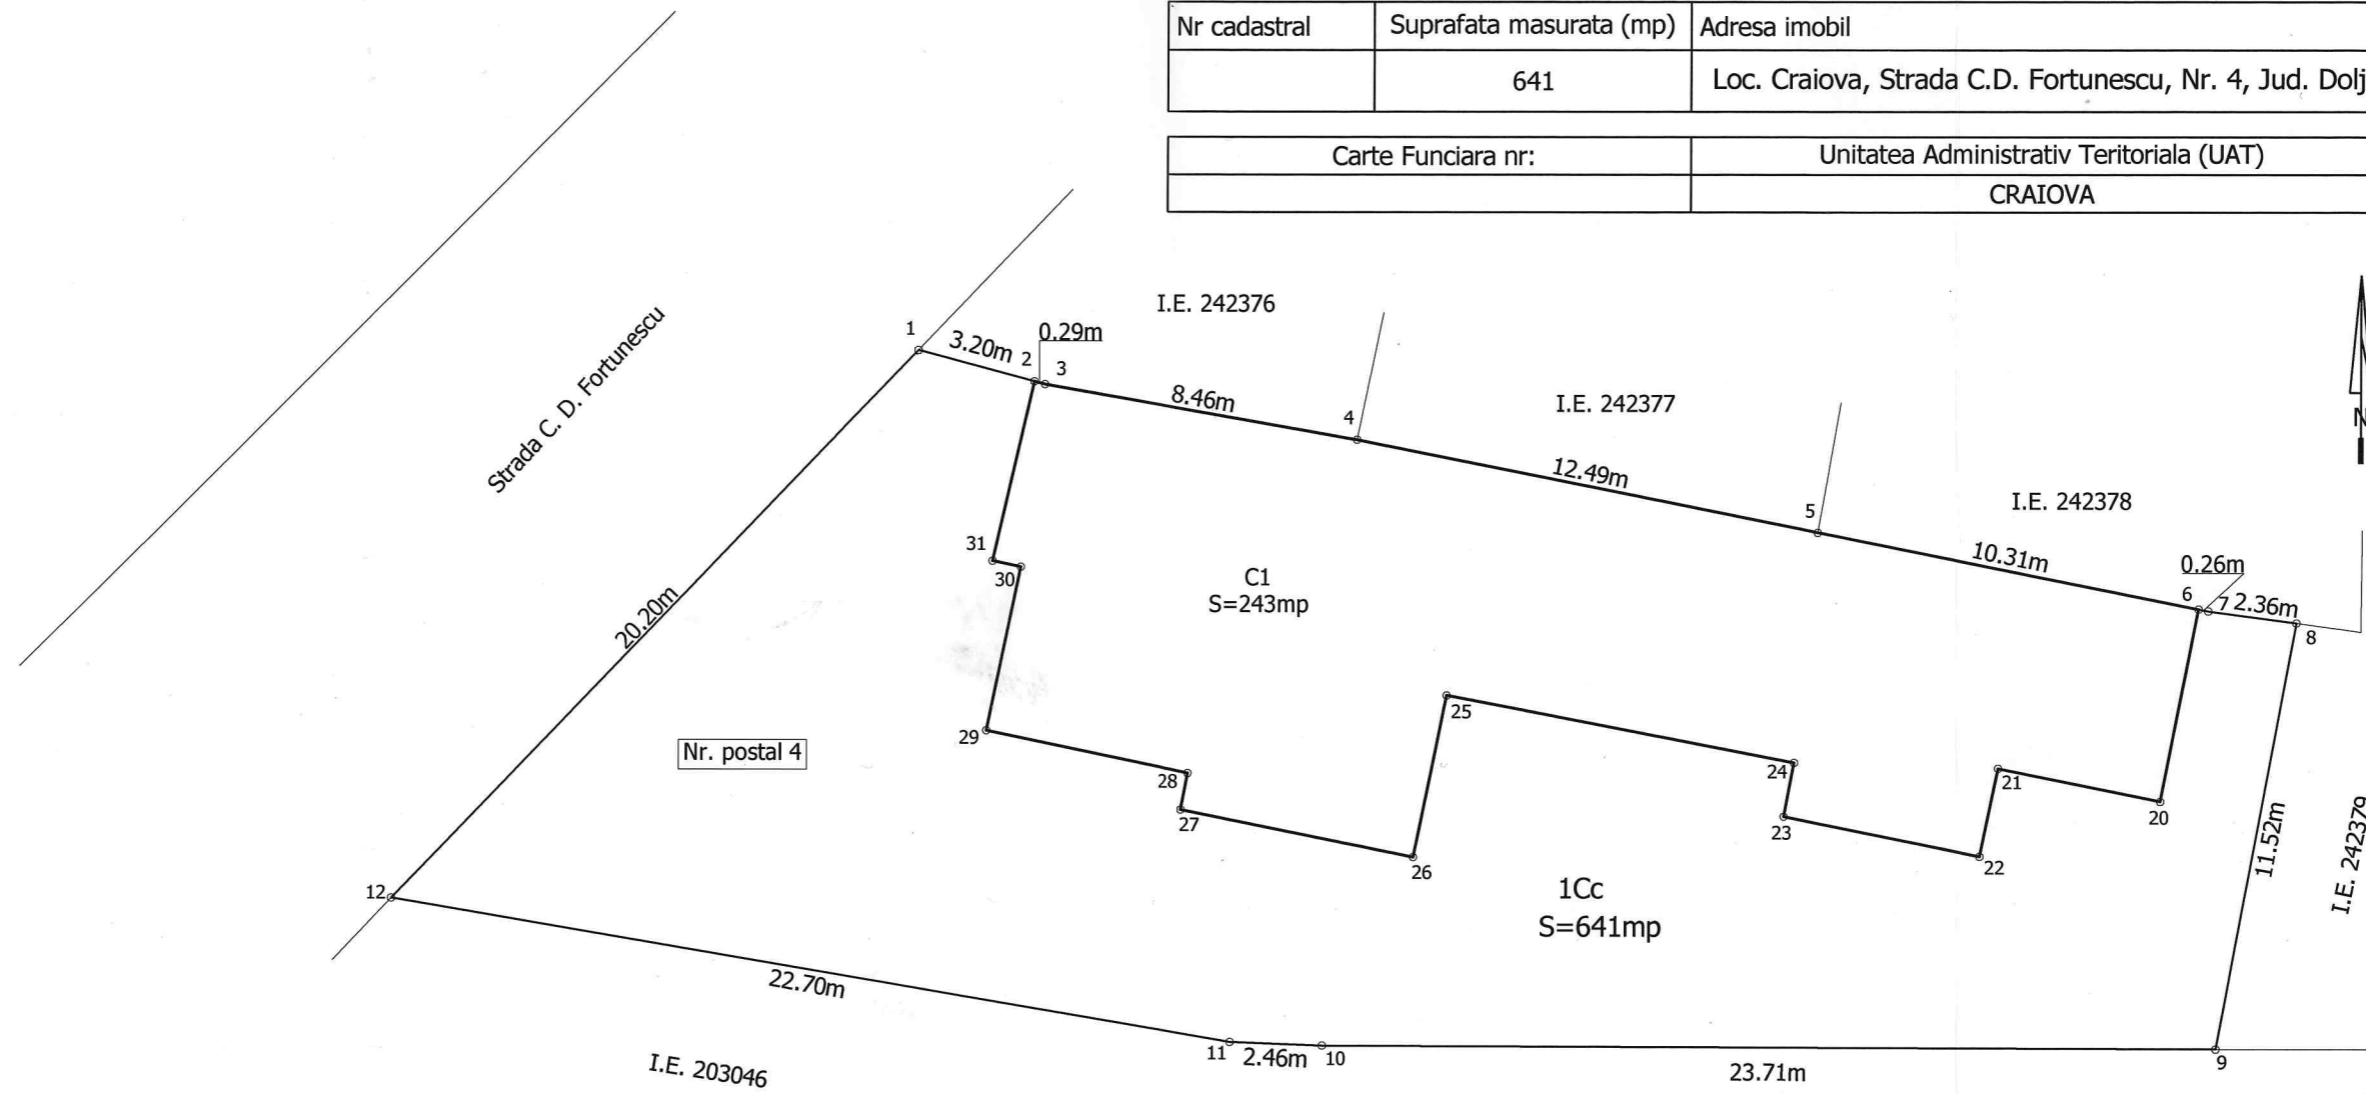 Nr cadastral
Suprafata masurata (mp)
Adresa imobil
641
Loc. Craiova, Strada C.D. Fortunescu, Nr. 4, Jud. Dolj
Carte Funciara nr:
Unitatea Administrativ Teritoriala (UAT)
CRAIOVA
Strada C. D. Fortunescu
I.E. 242376
I.E. 242377
I.E. 242378
I.E. 242379
I.E. 203046
N
1
3.20m
2
0.29m
3
8.46m
4
12.49m
5
10.31m
6
0.26m
7
2.36m
8
11.52m
9
23.71m
10
2.46m
11
22.70m
12
20.20m
31
30
29
28
27
26
25
24
23
22
21
20
C1
S=243mp
Nr. postal 4
1Cc
S=641mp